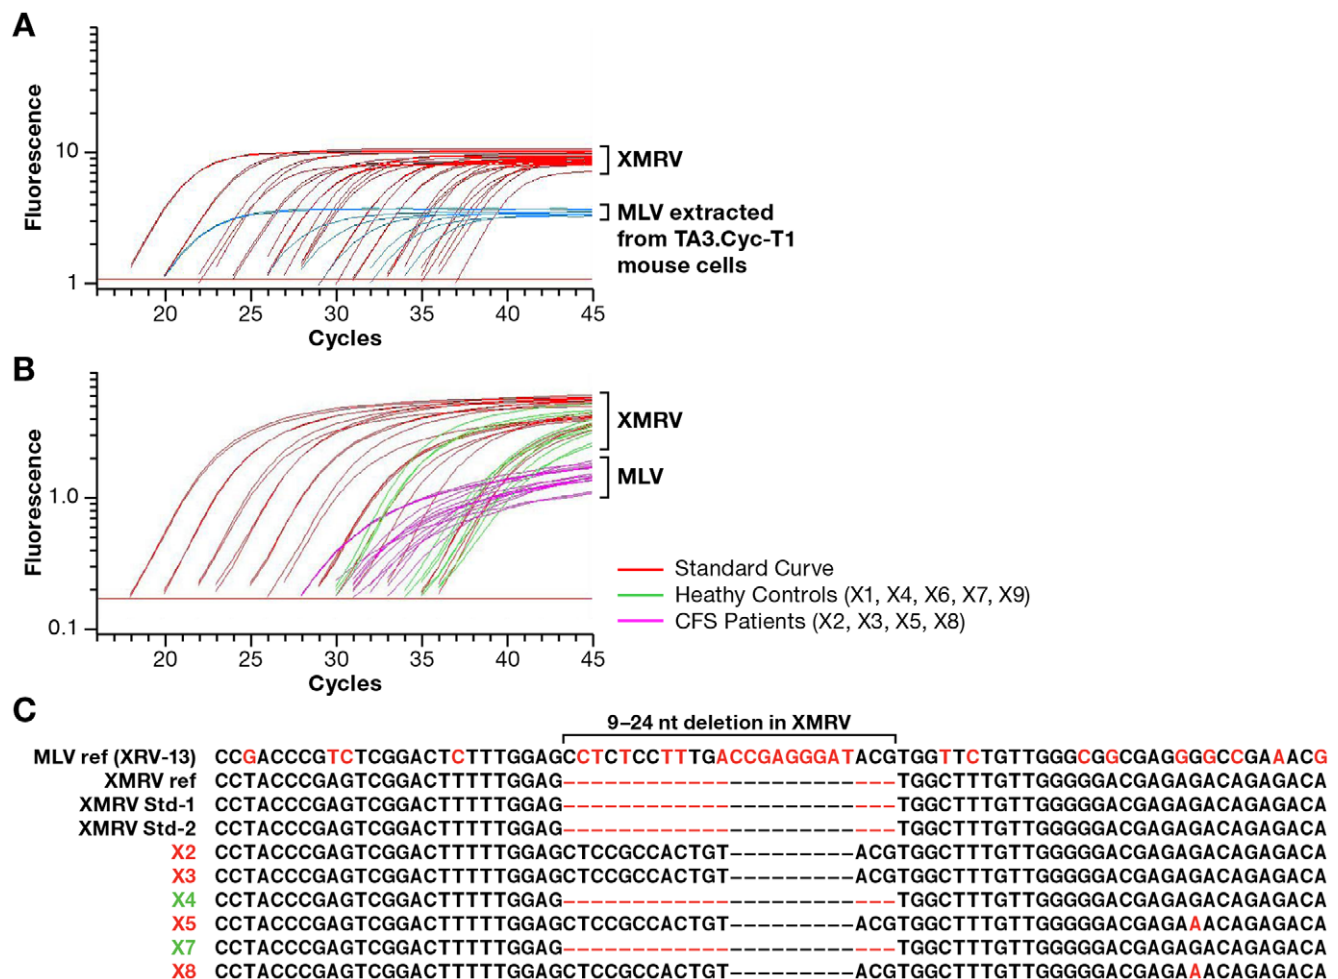 A
Fluorescence
10
1
20 25 30 35 40 45
Cycles
XMRV
MLV extracted
from TA3.Cyc-T1
mouse cells
B
Fluorescence
1.0
0.1
20 25 30 35 40 45
Cycles
XMRV
MLV
Standard Curve
Heathy Controls (X1, X4, X6, X7, X9)
CFS Patients (X2, X3, X5, X8)
C
9–24 nt deletion in XMRV
MLV ref (XRV-13) CCGACCCGTCTCGGACTCTTTGGAGCCTCTCCTTTGACCGAGGGATACGTGGTTCTGTTGGGCGGCGAGGGGCCGAAACG
XMRV ref CCTACCCGAGTCGGACTTTTTGGAG------------------------TGGCTTTGTTGGGGGACGAGAGACAGAGACA
XMRV Std-1 CCTACCCGAGTCGGACTTTTTGGAG------------------------TGGCTTTGTTGGGGGACGAGAGACAGAGACA
XMRV Std-2 CCTACCCGAGTCGGACTTTTTGGAG------------------------TGGCTTTGTTGGGGGACGAGAGACAGAGACA
X2 CCTACCCGAGTCGGACTTTTTGGAGCTCCGCCACTGT---------ACGTGGCTTTGTTGGGGGACGAGAGACAGAGACA
X3 CCTACCCGAGTCGGACTTTTTGGAGCTCCGCCACTGT---------ACGTGGCTTTGTTGGGGGACGAGAGACAGAGACA
X4 CCTACCCGAGTCGGACTTTTTGGAG------------------------TGGCTTTGTTGGGGGACGAGAGACAGAGACA
X5 CCTACCCGAGTCGGACTTTTTGGAGCTCCGCCACTGT---------ACGTGGCTTTGTTGGGGGACGAGAAACAGAGACA
X7 CCTACCCGAGTCGGACTTTTTGGAG------------------------TGGCTTTGTTGGGGGACGAGAGACAGAGACA
X8 CCTACCCGAGTCGGACTTTTTGGAGCTCCGCCACTGT---------ACGTGGCTTTGTTGGGGGACGAGAAACAGAGACA